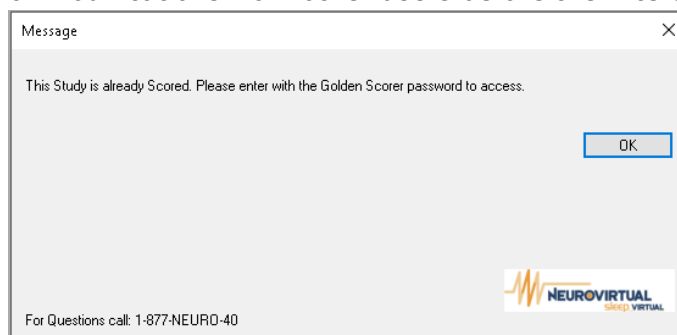 Message
This Study is already Scored. Please enter with the Golden Scorer password to access.
OK
NEUROVIRTUAL
SLEEP VIRTUAL
For Questions call: 1-877-NEURO-40